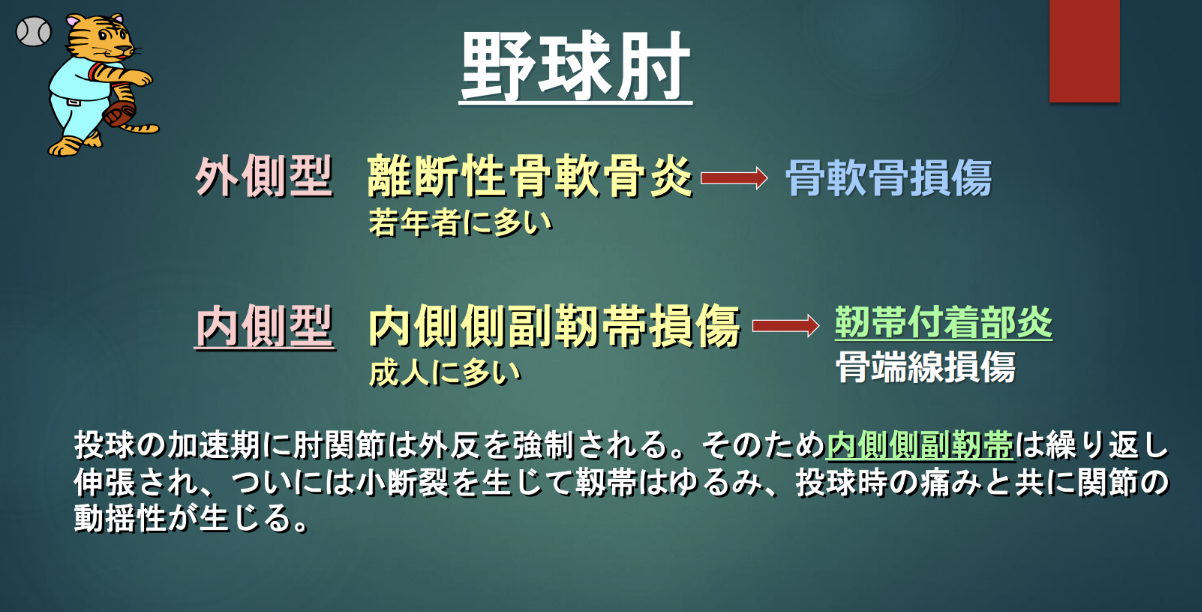 野球肘
外側型 離断性骨軟骨炎 骨軟骨損傷
若年者に多い
内側型 内側側副靱帯損傷 靱帯付着部炎
成人に多い 骨端線損傷
投球の加速期に肘関節は外反を強制される。そのため内側側副靱帯は繰り返し
伸張され、ついには小断裂を生じて靱帯はゆるみ、投球時の痛みと共に関節の
動揺性が生じる。